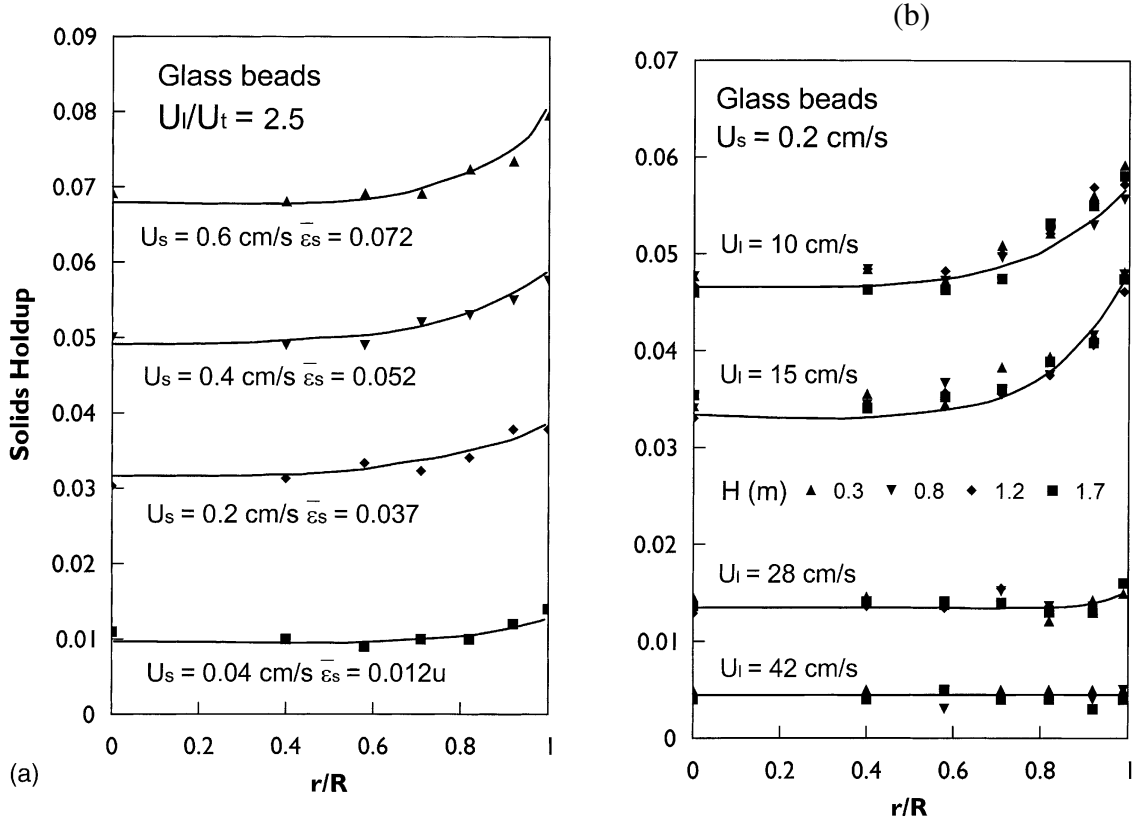 (b)
0.09
0.08
0.07
0.06
0.05
0.04
0.03
0.02
0.01
0
Solids Holdup
Glass beads
Ul/Ut = 2.5
Us = 0.6 cm/s ε̅s = 0.072
Us = 0.4 cm/s ε̅s = 0.052
Us = 0.2 cm/s ε̅s = 0.037
Us = 0.04 cm/s ε̅s = 0.012u
0 0.2 0.4 0.6 0.8 1
r/R
(a)
0.07
0.06
0.05
0.04
0.03
0.02
0.01
0
Glass beads
Us = 0.2 cm/s
Ul = 10 cm/s
Ul = 15 cm/s
H (m) ▲ 0.3 ▼ 0.8 ◆ 1.2 ■ 1.7
Ul = 28 cm/s
Ul = 42 cm/s
0 0.2 0.4 0.6 0.8 1
r/R